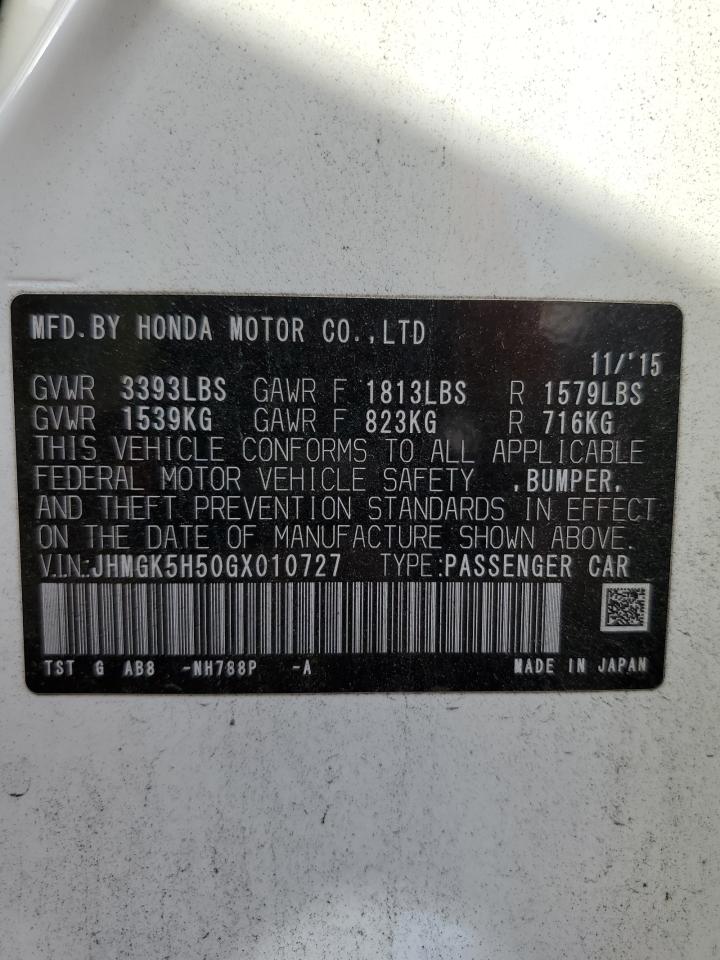 MFD.BY HONDA MOTOR CO.,LTD
11/'15
GVWR 3393LBS GAWR F 1813LBS R 1579LBS
GVWR 1539KG GAWR F 823KG R 716KG
THIS VEHICLE CONFORMS TO ALL APPLICABLE
FEDERAL MOTOR VEHICLE SAFETY ,BUMPER,
AND THEFT PREVENTION STANDARDS IN EFFECT
ON THE DATE OF MANUFACTURE SHOWN ABOVE.
V.I.N:JHMGK5H50GX010727 TYPE:PASSENGER CAR
TST G AB8 -NH788P -A MADE IN JAPAN